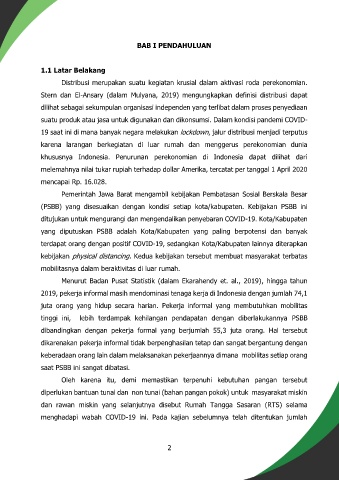 BAB I PENDAHULUAN
1.1 Latar Belakang
Distribusi merupakan suatu kegiatan krusial dalam aktivasi roda perekonomian.
Stern dan El-Ansary (dalam Mulyana, 2019) mengungkapkan definisi distribusi dapat
dilihat sebagai sekumpulan organisasi independen yang terlibat dalam proses penyediaan
suatu produk atau jasa untuk digunakan dan dikonsumsi. Dalam kondisi pandemi COVID-
19 saat ini di mana banyak negara melakukan lockdown, jalur distribusi menjadi terputus
karena larangan berkegiatan di luar rumah dan menggerus perekonomian dunia
khususnya Indonesia. Penurunan perekonomian di Indonesia dapat dilihat dari
melemahnya nilai tukar rupiah terhadap dollar Amerika, tercatat per tanggal 1 April 2020
mencapai Rp. 16.028.
Pemerintah Jawa Barat mengambil kebijakan Pembatasan Sosial Berskala Besar
(PSBB) yang disesuaikan dengan kondisi setiap kota/kabupaten. Kebijakan PSBB ini
ditujukan untuk mengurangi dan mengendalikan penyebaran COVID-19. Kota/Kabupaten
yang diputuskan PSBB adalah Kota/Kabupaten yang paling berpotensi dan banyak
terdapat orang dengan positif COVID-19, sedangkan Kota/Kabupaten lainnya diterapkan
kebijakan physical distancing. Kedua kebijakan tersebut membuat masyarakat terbatas
mobilitasnya dalam beraktivitas di luar rumah.
Menurut Badan Pusat Statistik (dalam Ekarahendy et. al., 2019), hingga tahun
2019, pekerja informal masih mendominasi tenaga kerja di Indonesia dengan jumlah 74,1
juta orang yang hidup secara harian. Pekerja informal yang membutuhkan mobilitas
tinggi ini, lebih terdampak kehilangan pendapatan dengan diberlakukannya PSBB
dibandingkan dengan pekerja formal yang berjumlah 55,3 juta orang. Hal tersebut
dikarenakan pekerja informal tidak berpenghasilan tetap dan sangat bergantung dengan
keberadaan orang lain dalam melaksanakan pekerjaannya dimana mobilitas setiap orang
saat PSBB ini sangat dibatasi.
Oleh karena itu, demi memastikan terpenuhi kebutuhan pangan tersebut
diperlukan bantuan tunai dan non tunai (bahan pangan pokok) untuk masyarakat miskin
dan rawan miskin yang selanjutnya disebut Rumah Tangga Sasaran (RTS) selama
menghadapi wabah COVID-19 ini. Pada kajian sebelumnya telah ditentukan jumlah
2